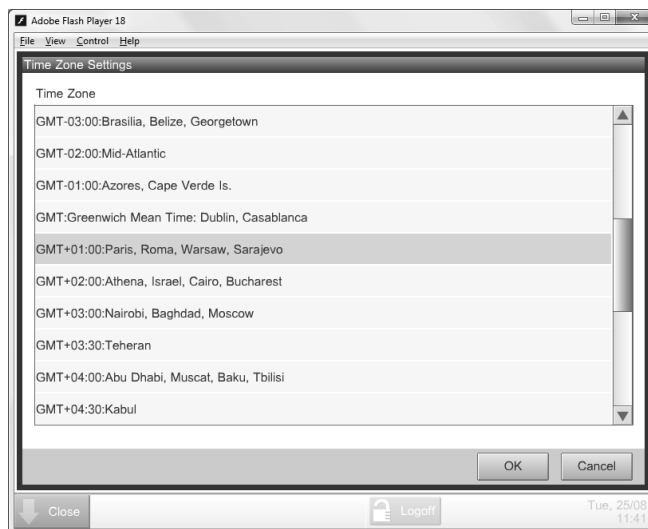 Adobe Flash Player 18
File View Control Help
Time Zone Settings
Time Zone
GMT-03:00:Brasilia, Belize, Georgetown
GMT-02:00:Mid-Atlantic
GMT-01:00:Azores, Cape Verde Is.
GMT:Greenwich Mean Time: Dublin, Casablanca
GMT+01:00:Paris, Roma, Warsaw, Sarajevo
GMT+02:00:Athena, Israel, Cairo, Bucharest
GMT+03:00:Nairobi, Baghdad, Moscow
GMT+03:30:Teheran
GMT+04:00:Abu Dhabi, Muscat, Baku, Tbilisi
GMT+04:30:Kabul
OK Cancel
Close Logoff Tue, 25/08
11:41